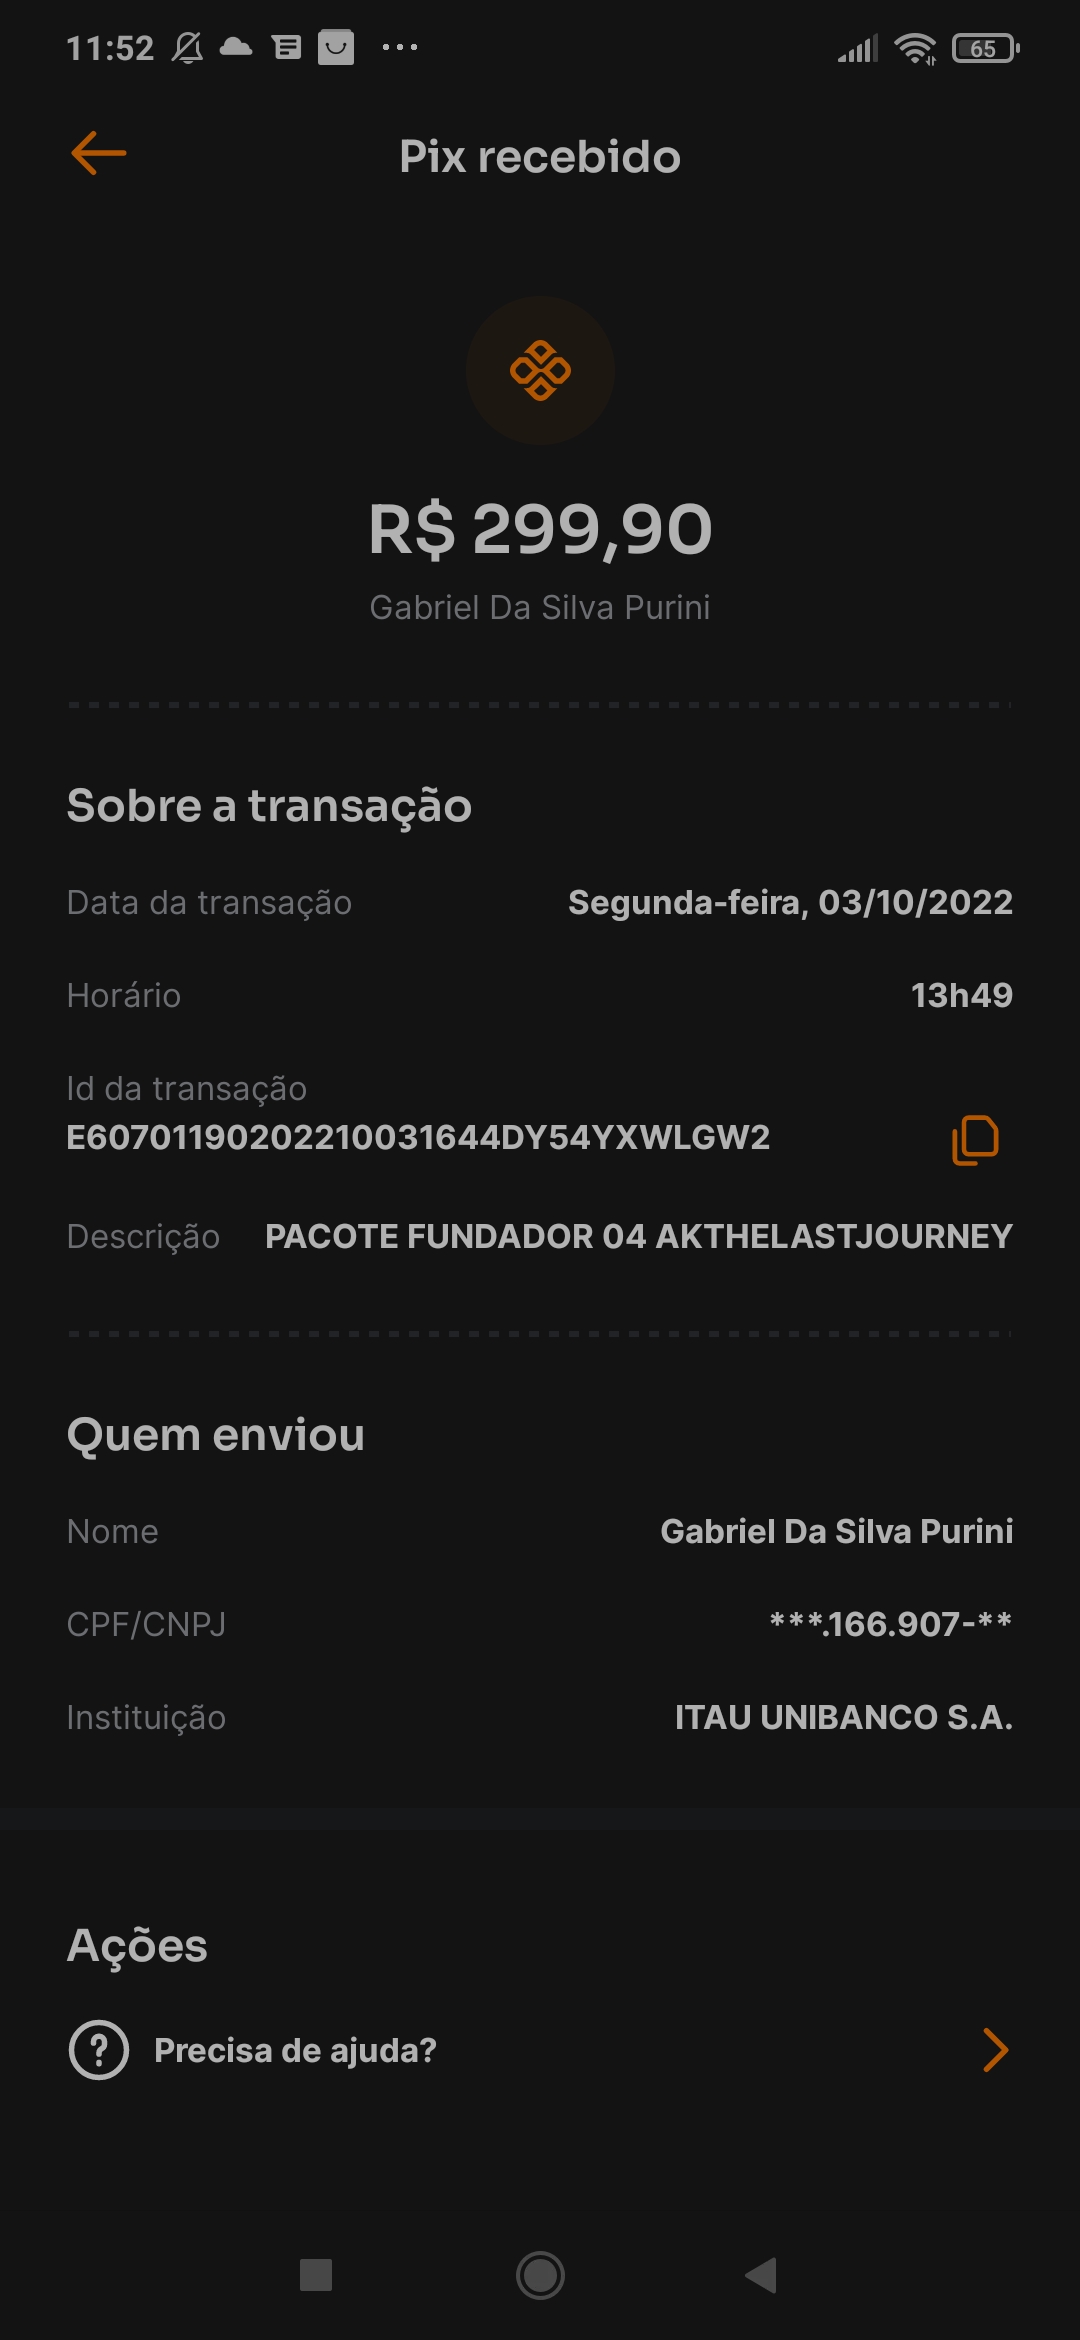 11:52
65
Pix recebido
R$ 299,90
Gabriel Da Silva Purini
Sobre a transação
Data da transação Segunda-feira, 03/10/2022
Horário 13h49
Id da transação
E60701190202210031644DY54YXWLGW2
Descrição PACOTE FUNDADOR 04 AKTHELASTJOURNEY
Quem enviou
Nome Gabriel Da Silva Purini
CPF/CNPJ ***.166.907-**
Instituição ITAU UNIBANCO S.A.
Ações
Precisa de ajuda?